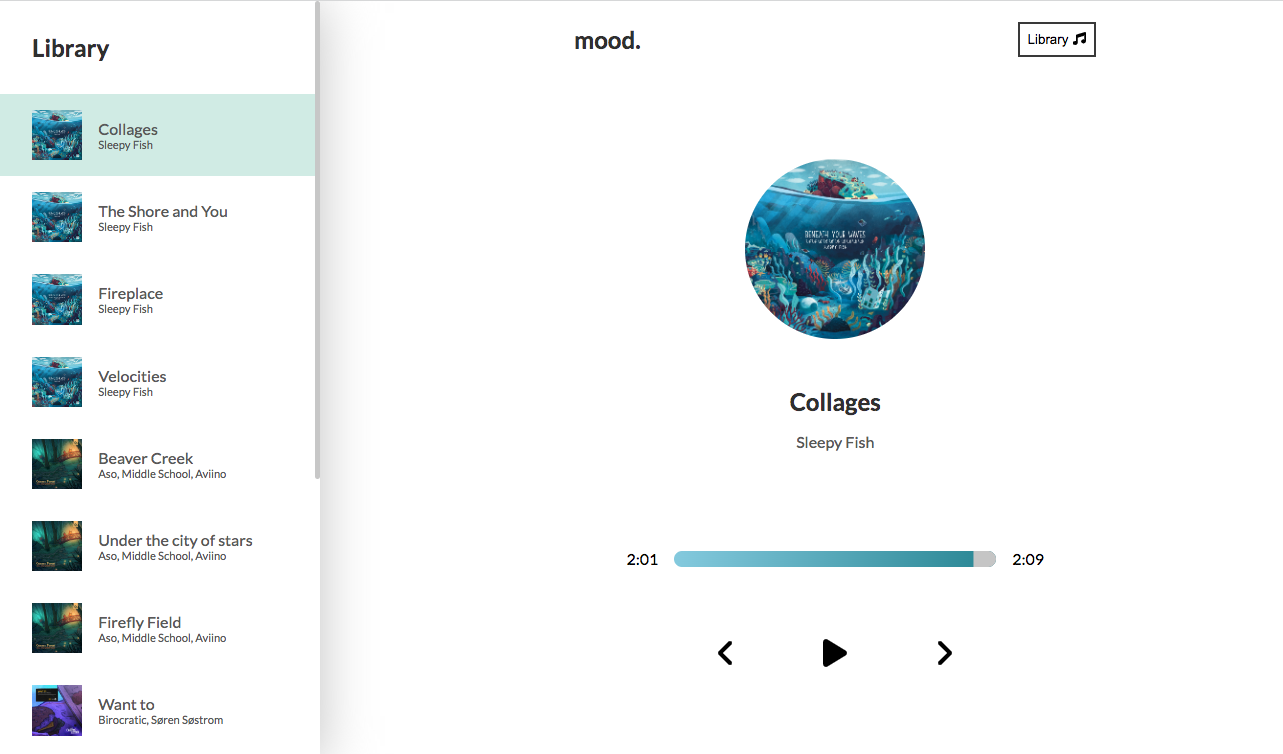 Library
Collages
Sleepy Fish
The Shore and You
Sleepy Fish
Fireplace
Sleepy Fish
Velocities
Sleepy Fish
Beaver Creek
Aso, Middle School, Aviino
Under the city of stars
Aso, Middle School, Aviino
Firefly Field
Aso, Middle School, Aviino
Want to
Birocratic, Søren Søstrom
mood.
Library
BENEATH YOUR WAVES
SLEEPY FISH
Collages
Sleepy Fish
2:01
2:09